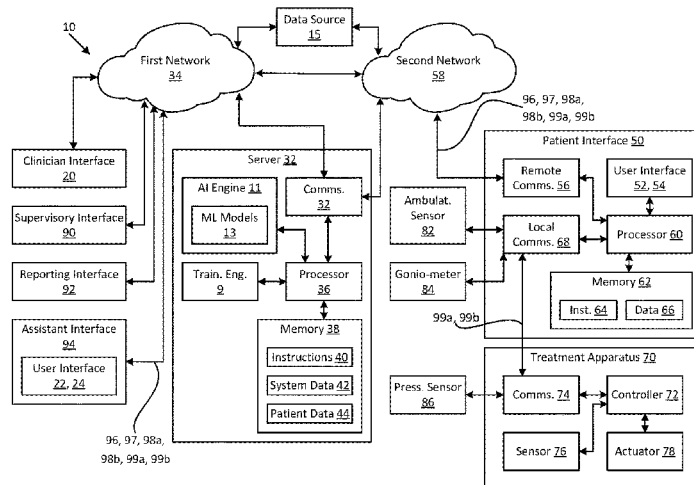 10
Data Source
15
First Network
34
Second Network
58
96, 97, 98a,
98b, 99a, 99b
Clinician Interface
20
Supervisory Interface
90
Reporting Interface
92
Assistant Interface
94
User Interface
22, 24
96, 97, 98a,
98b, 99a, 99b
Server 32
AI Engine 11
ML Models
13
Comms.
32
Train. Eng.
9
Processor
36
Memory 38
Instructions 40
System Data 42
Patient Data 44
Ambulat.
Sensor
82
Gonio-meter
84
99a, 99b
Press. Sensor
86
Patient Interface 50
Remote
Comms. 56
User Interface
52, 54
Local
Comms. 68
Processor 60
Memory 62
Inst. 64
Data 66
Treatment Apparatus 70
Comms. 74
Controller 72
Sensor 76
Actuator 78